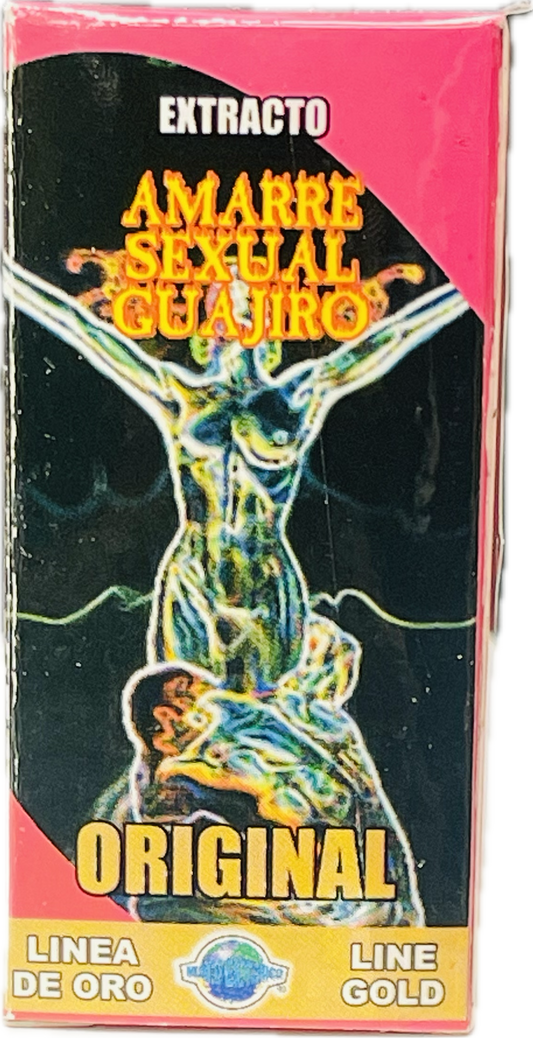 EXTRACTO
AMARRE
SEXUAL
GUAJIRO
ORIGINAL
LINEA
DE ORO
LINE
GOLD